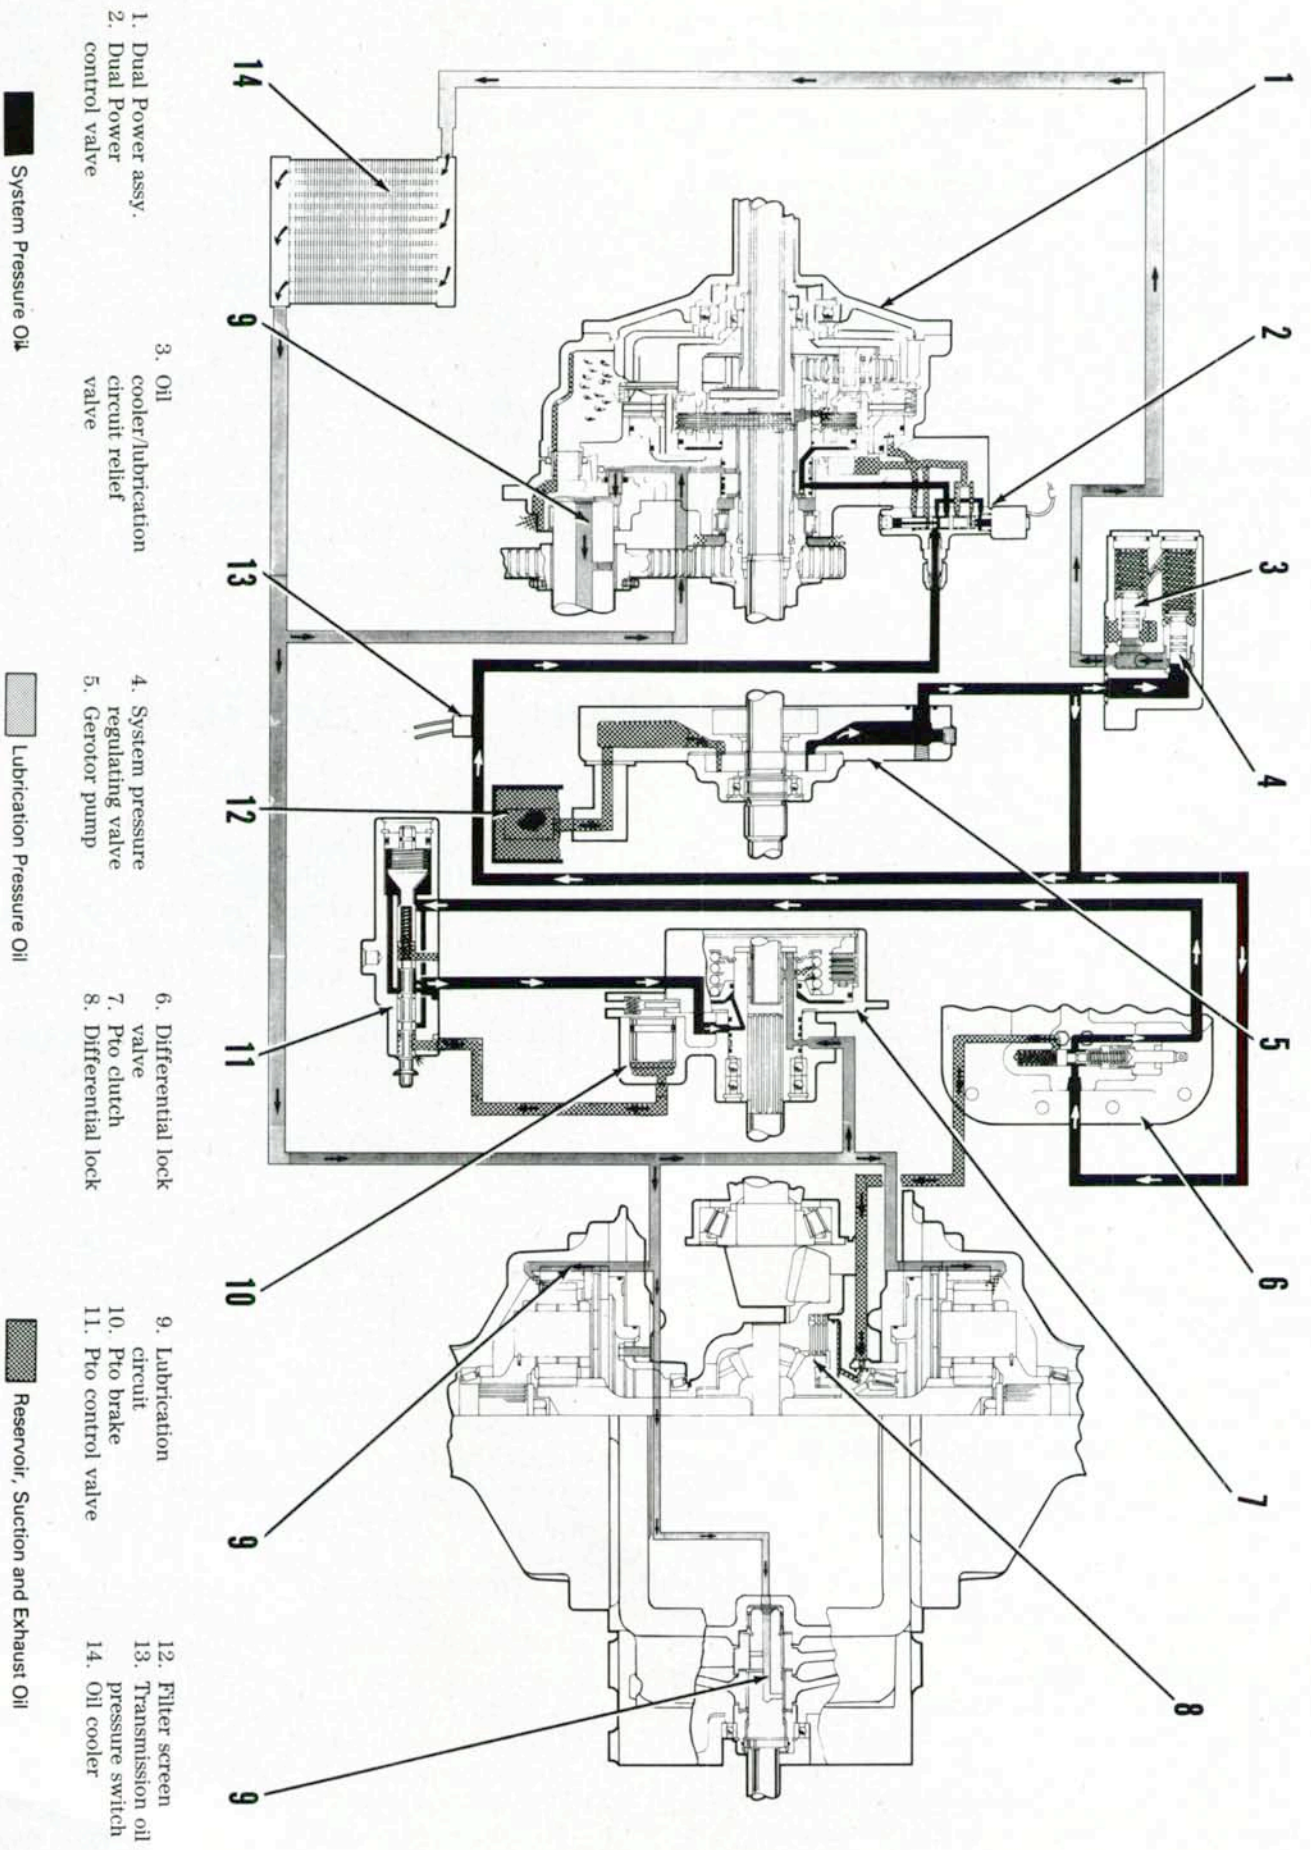 1
2
3
4
5
6
7
8
9
9
9
10
11
12
13
14
1. Dual Power assy.
2. Dual Power
control valve
3. Oil
cooler/lubrication
circuit relief
valve
4. System pressure
regulating valve
5. Gerotor pump
6. Differential lock
valve
7. Pto clutch
8. Differential lock
9. Lubrication
circuit
10. Pto brake
11. Pto control valve
12. Filter screen
13. Transmission oil
pressure switch
14. Oil cooler
System Pressure Oil
Lubrication Pressure Oil
Reservoir, Suction and Exhaust Oil